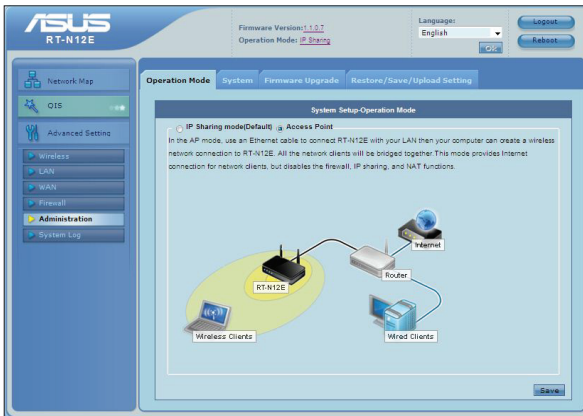 ASUS
RT-N12E
Firmware Version:1.1.0.7
Operation Mode: IP Sharing
Language:
English
OK
Logout
Reboot
Network Map
QIS
Advanced Setting
Wireless
LAN
WAN
Firewall
Administration
System Log
Operation Mode System Firmware Upgrade Restore/Save/Upload Setting
System Setup-Operation Mode
IP Sharing mode(Default) Access Point
In the AP mode, use an Ethernet cable to connect RT-N12E with your LAN then your computer can create a wireless
network connection to RT-N12E. All the network clients will be bridged together.This mode provides Internet
connection for network clients, but disables the firewall, IP sharing, and NAT functions.
Internet
Router
RT-N12E
Wireless Clients
Wired Clients
Save